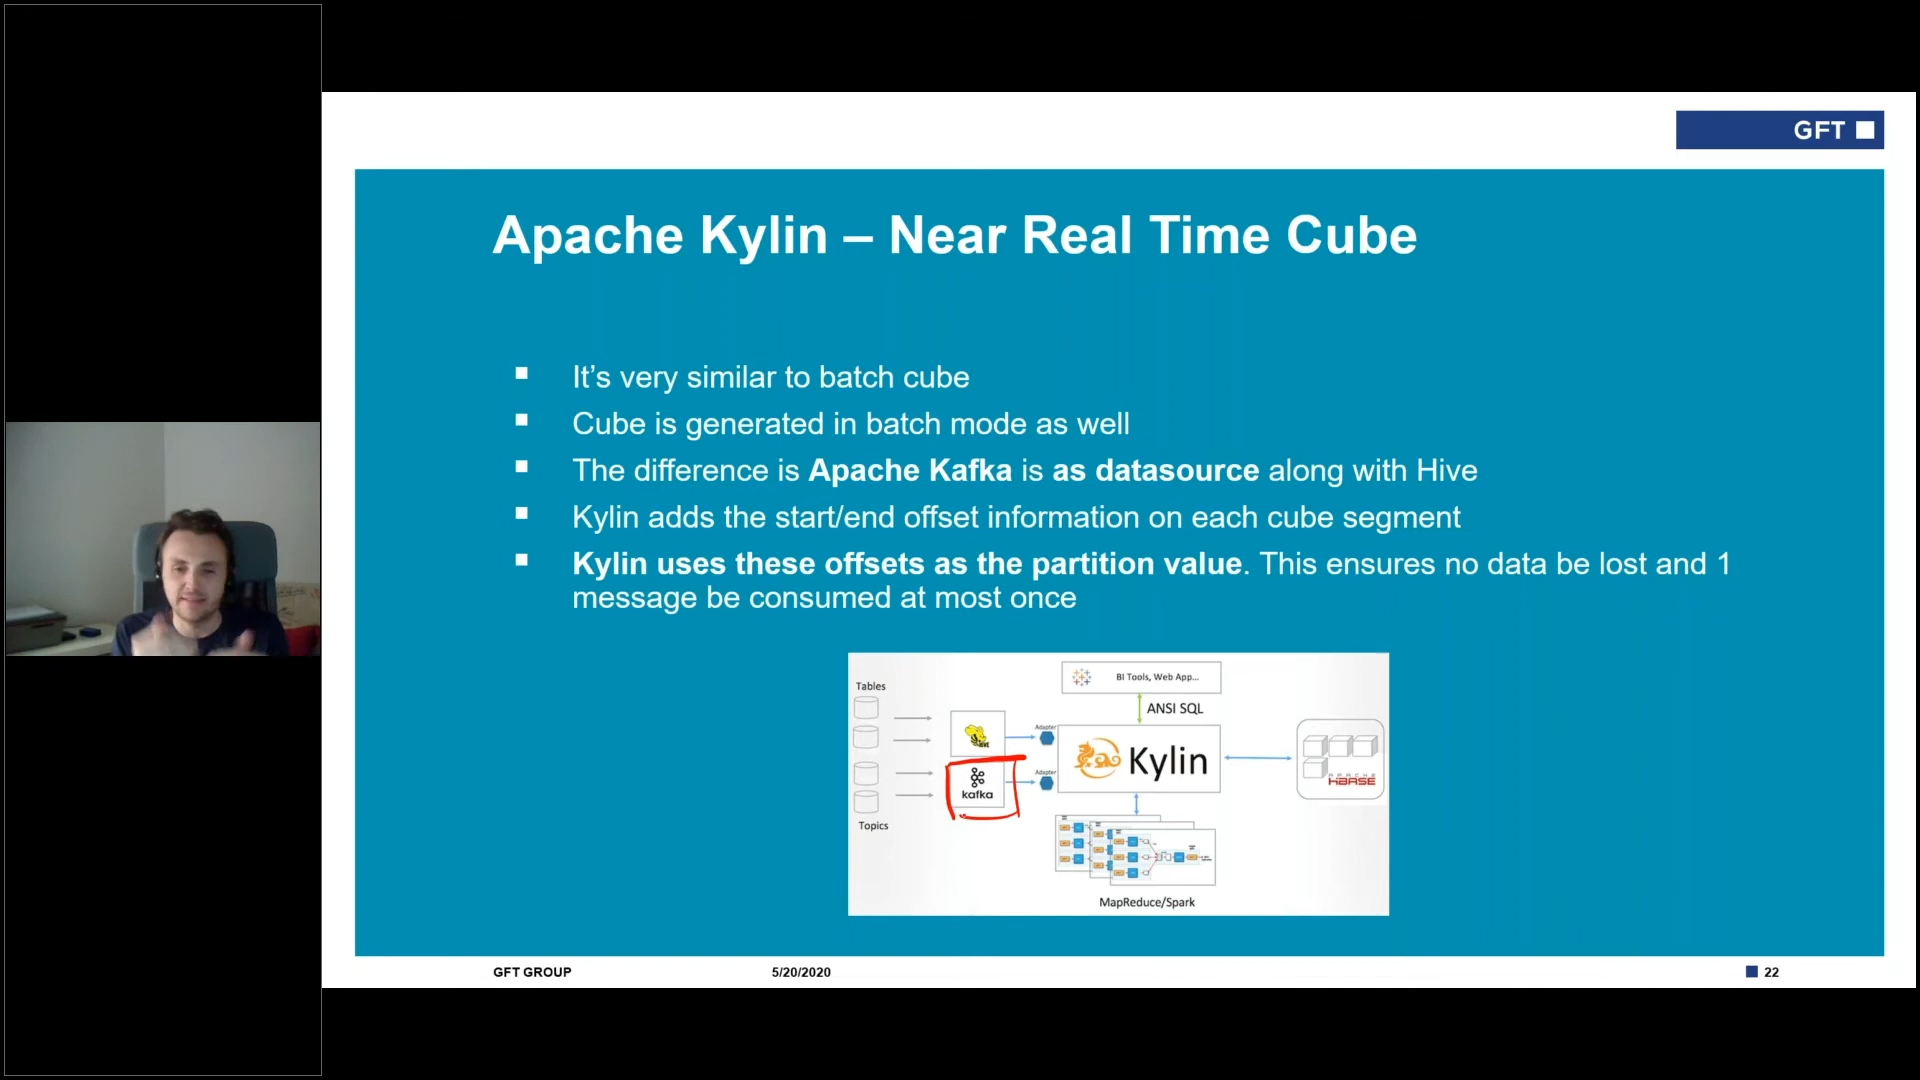 GFT
Apache Kylin – Near Real Time Cube
It's very similar to batch cube
Cube is generated in batch mode as well
The difference is Apache Kafka is as datasource along with Hive
Kylin adds the start/end offset information on each cube segment
Kylin uses these offsets as the partition value. This ensures no data be lost and 1
message be consumed at most once
BI Tools, Web App...
Tables
ANSI SQL
HIVE
Adapter
Kylin
kafka
Adapter
APACHE
HBASE
Topics
MapReduce/Spark
GFT GROUP
5/20/2020
22